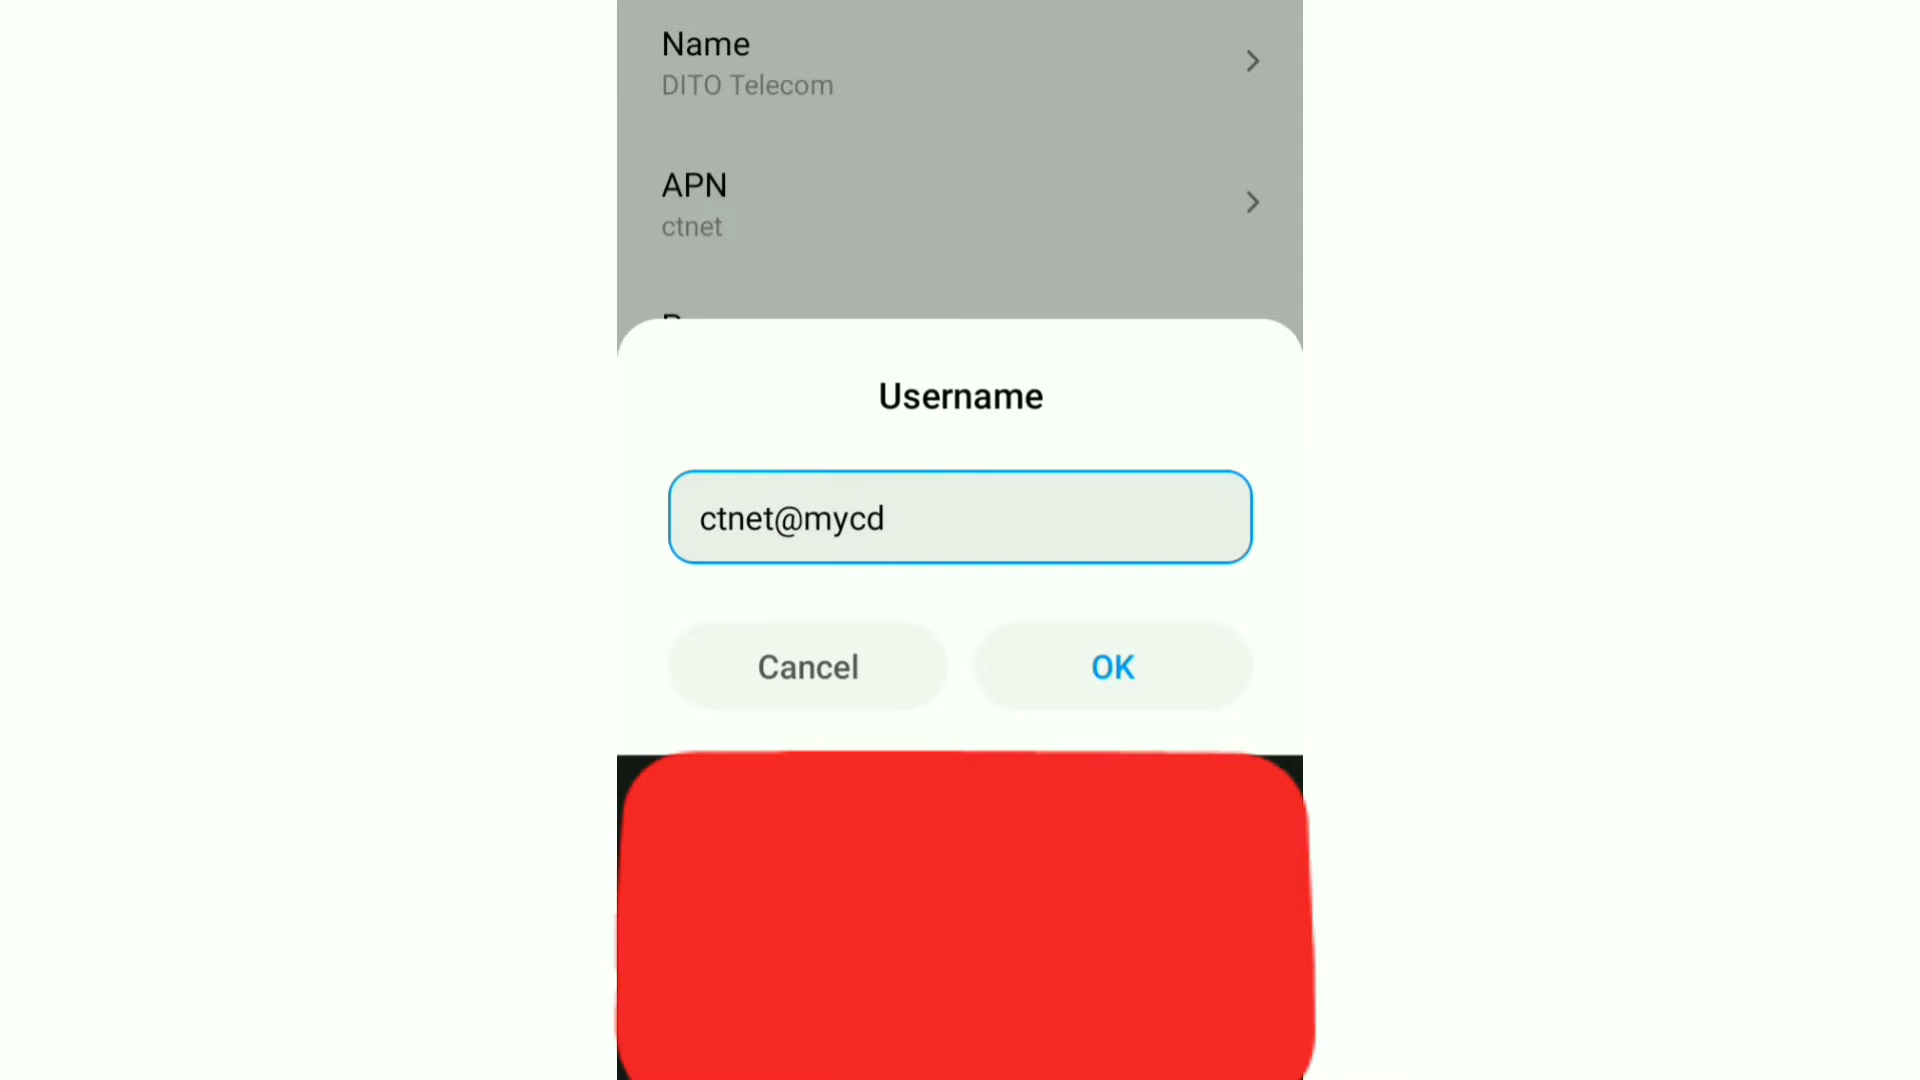 Name
DITO Telecom
APN
ctnet
Username
ctnet@mycd
Cancel
OK